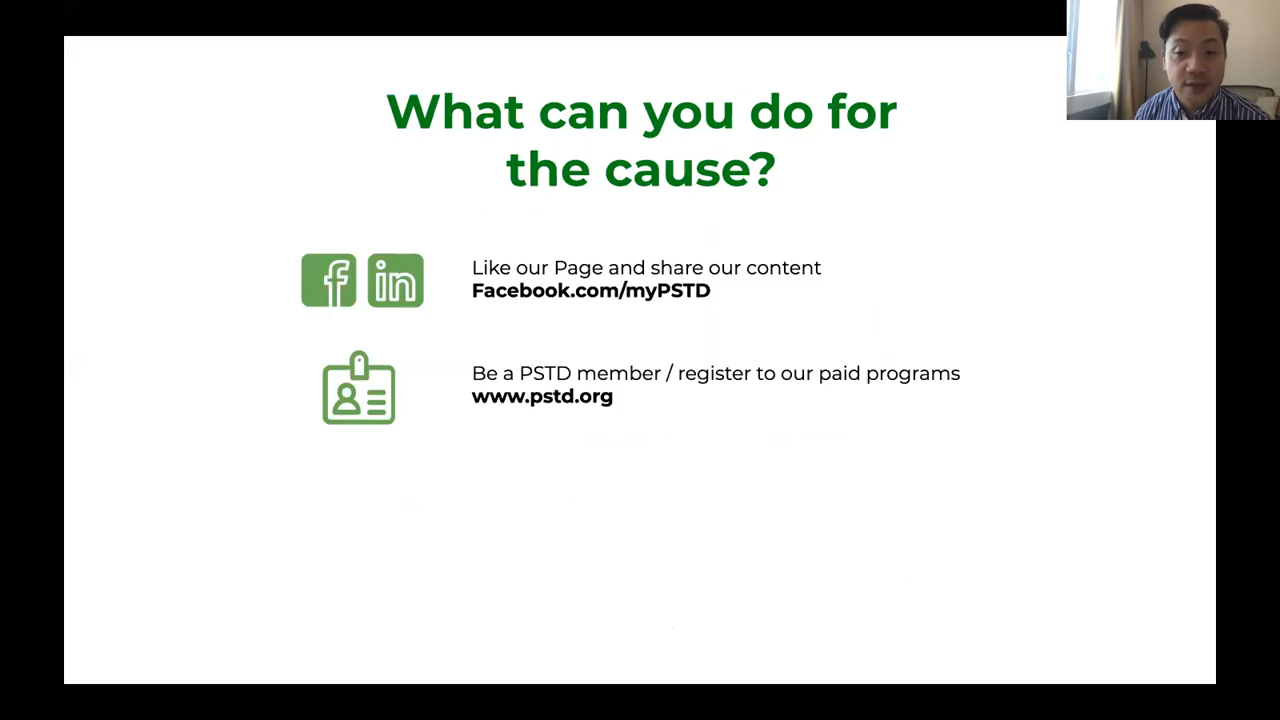 What can you do for
the cause?
f in
Like our Page and share our content
Facebook.com/myPSTD
Be a PSTD member / register to our paid programs
www.pstd.org